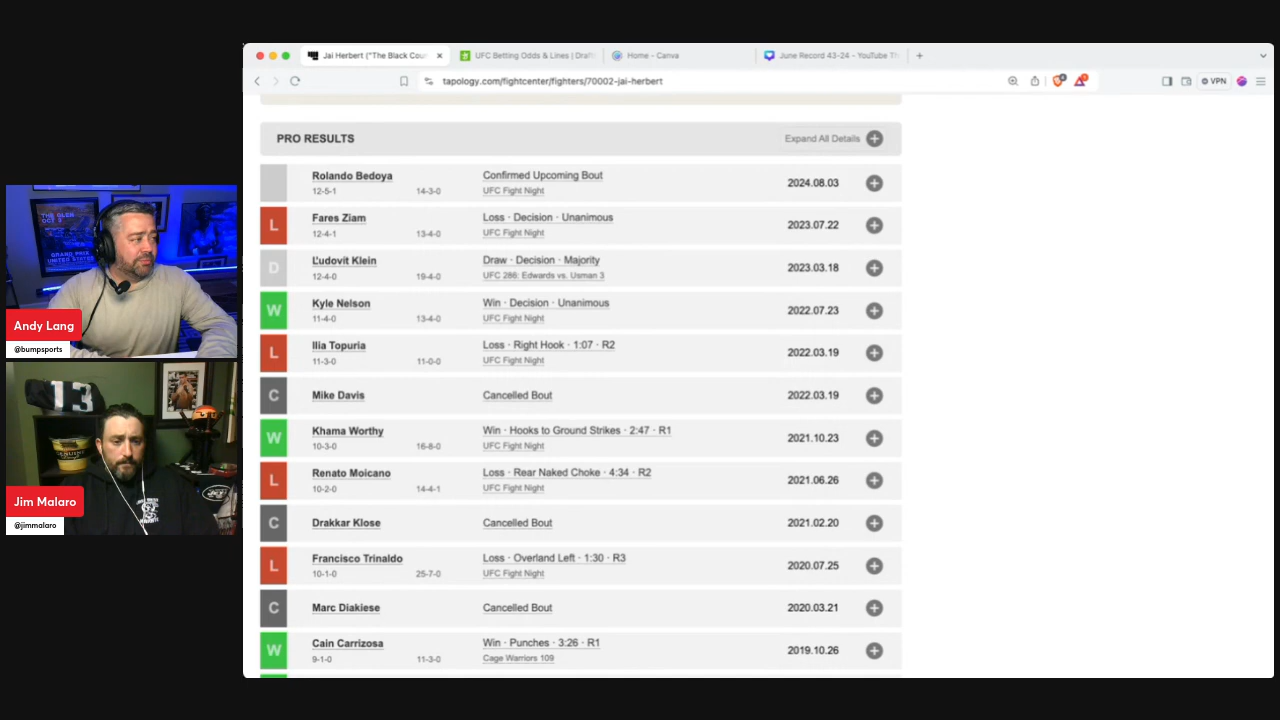 Jai Herbert ("The Black Cou
UFC Betting Odds & Lines | Draf
Home - Canva
June Record 43-24 - YouTube Th
tapology.com/fightcenter/fighters/70002-jai-herbert
VPN
PRO RESULTS
Expand All Details
Rolando Bedoya Confirmed Upcoming Bout 2024.08.03
12-5-1 14-3-0 UFC Fight Night
L Fares Ziam Loss · Decision · Unanimous 2023.07.22
12-4-1 13-4-0 UFC Fight Night
D Ľudovit Klein Draw · Decision · Majority 2023.03.18
12-4-0 19-4-0 UFC 286: Edwards vs. Usman 3
W Kyle Nelson Win · Decision · Unanimous 2022.07.23
11-4-0 13-4-0 UFC Fight Night
L Ilia Topuria Loss · Right Hook · 1:07 · R2 2022.03.19
11-3-0 11-0-0 UFC Fight Night
C Mike Davis Cancelled Bout 2022.03.19
W Khama Worthy Win · Hooks to Ground Strikes · 2:47 · R1 2021.10.23
10-3-0 16-8-0 UFC Fight Night
L Renato Moicano Loss · Rear Naked Choke · 4:34 · R2 2021.06.26
10-2-0 14-4-1 UFC Fight Night
C Drakkar Klose Cancelled Bout 2021.02.20
L Francisco Trinaldo Loss · Overland Left · 1:30 · R3 2020.07.25
10-1-0 25-7-0 UFC Fight Night
C Marc Diakiese Cancelled Bout 2020.03.21
W Cain Carrizosa Win · Punches · 3:26 · R1 2019.10.26
9-1-0 11-3-0 Cage Warriors 109
THE GLEN
OCT 3
GRAND PRIX
UNITED STATES
Andy Lang
@bumpsports
13
GENUINE
JETS
Jim Malaro
@jimmalaro